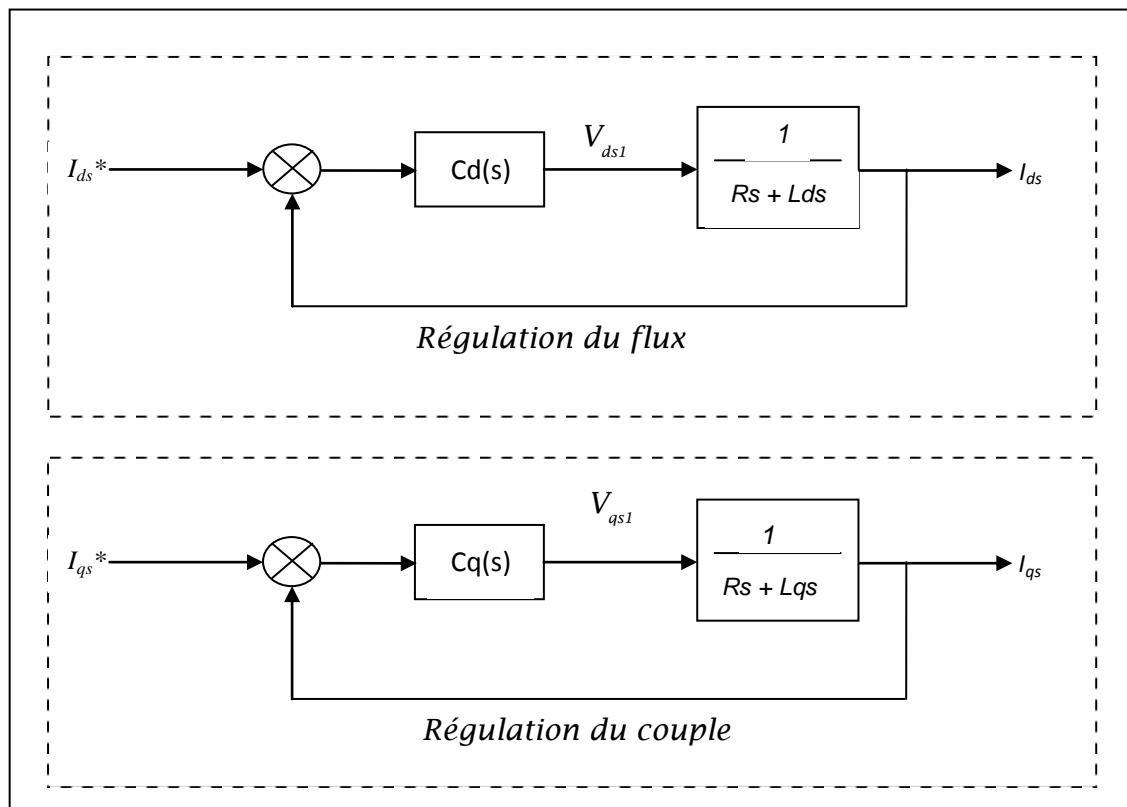 I_ds*
Cd(s)
V_ds1
1
Rs + Lds
I_ds
Régulation du flux
I_qs*
Cq(s)
V_qs1
1
Rs + Lqs
I_qs
Régulation du couple